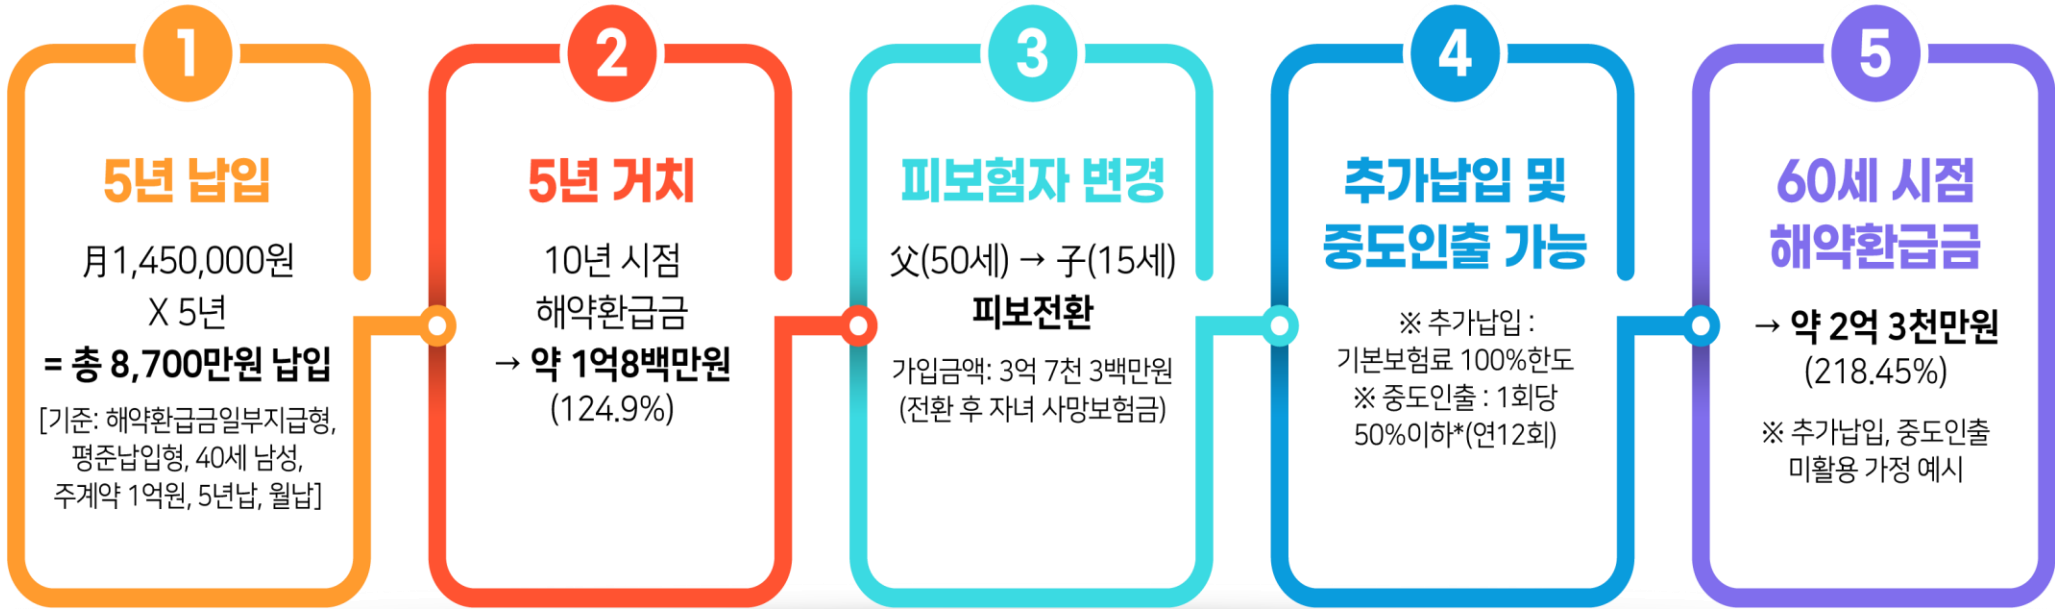 1
5년 납입
月1,450,000원
X 5년
= 총 8,700만원 납입
[기준: 해약환급금일부지급형,
평준납입형, 40세 남성,
주계약 1억원, 5년납, 월납]
2
5년 거치
10년 시점
해약환급금
→ 약 1억8백만원
(124.9%)
3
피보험자 변경
父(50세) → 子(15세)
피보전환
가입금액: 3억 7천 3백만원
(전환 후 자녀 사망보험금)
4
추가납입 및
중도인출 가능
※ 추가납입 :
기본보험료 100%한도
※ 중도인출 : 1회당
50%이하*(연12회)
5
60세 시점
해약환급금
→ 약 2억 3천만원
(218.45%)
※ 추가납입, 중도인출
미활용 가정 예시